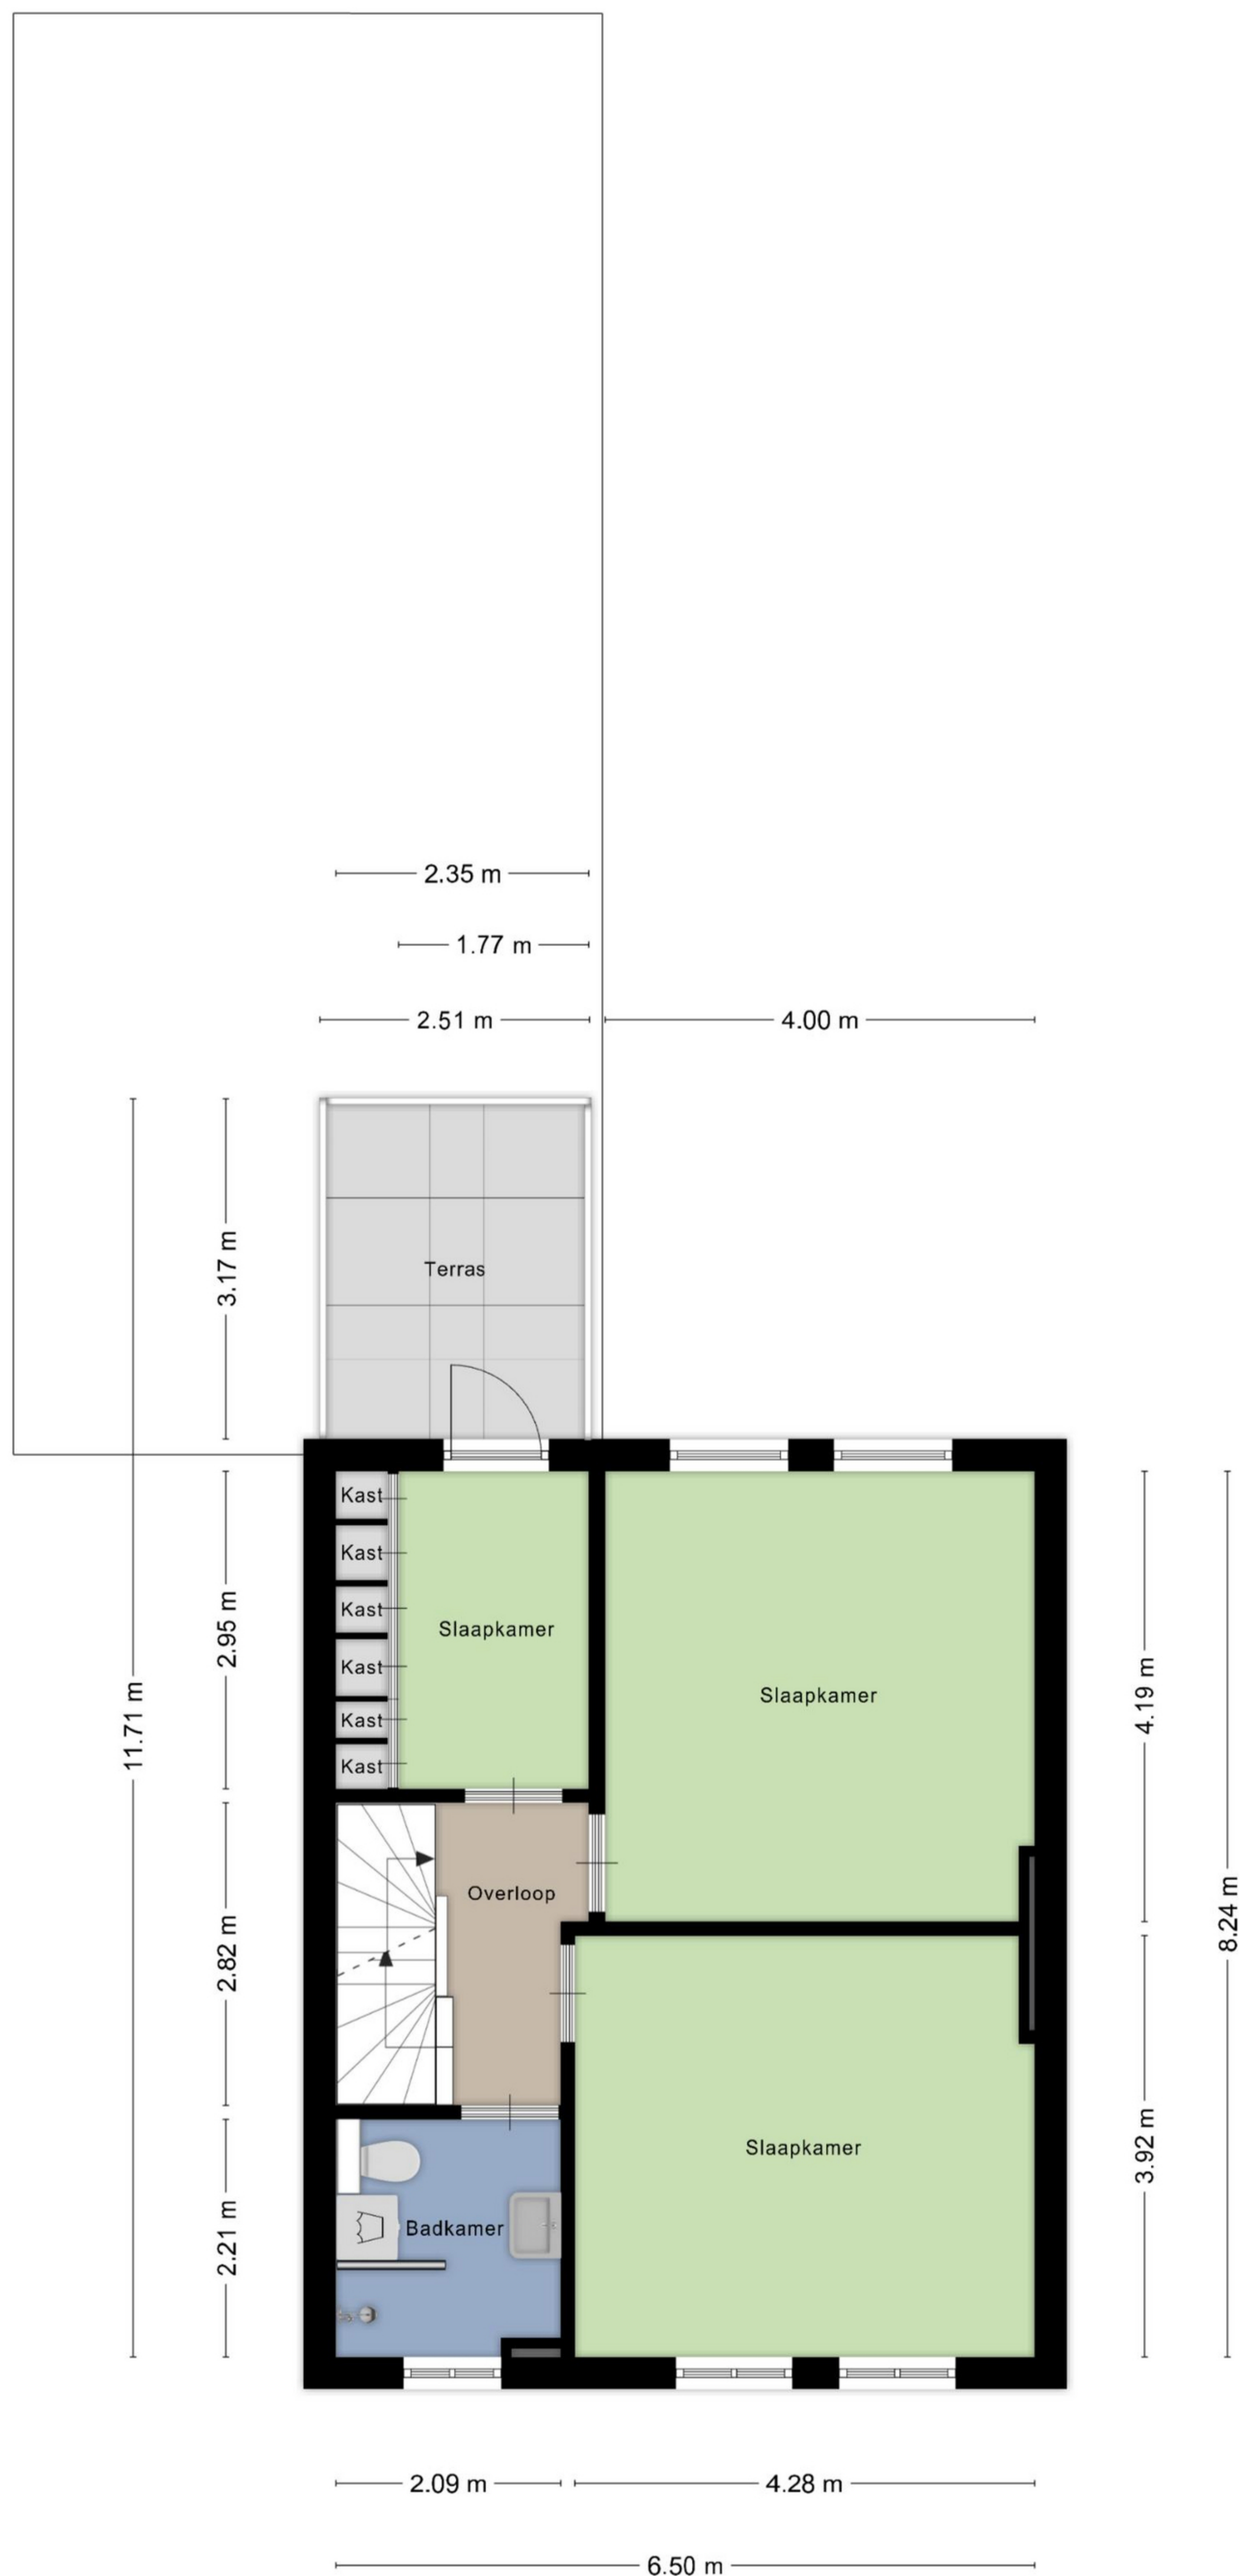 2.35 m
1.77 m
2.51 m
4.00 m
3.17 m
Terras
11.71 m
Kast
Kast
Kast
Kast
Kast
Kast
2.95 m
Slaapkamer
Slaapkamer
4.19 m
8.24 m
2.82 m
Overloop
Slaapkamer
3.92 m
2.21 m
Badkamer
2.09 m
4.28 m
6.50 m